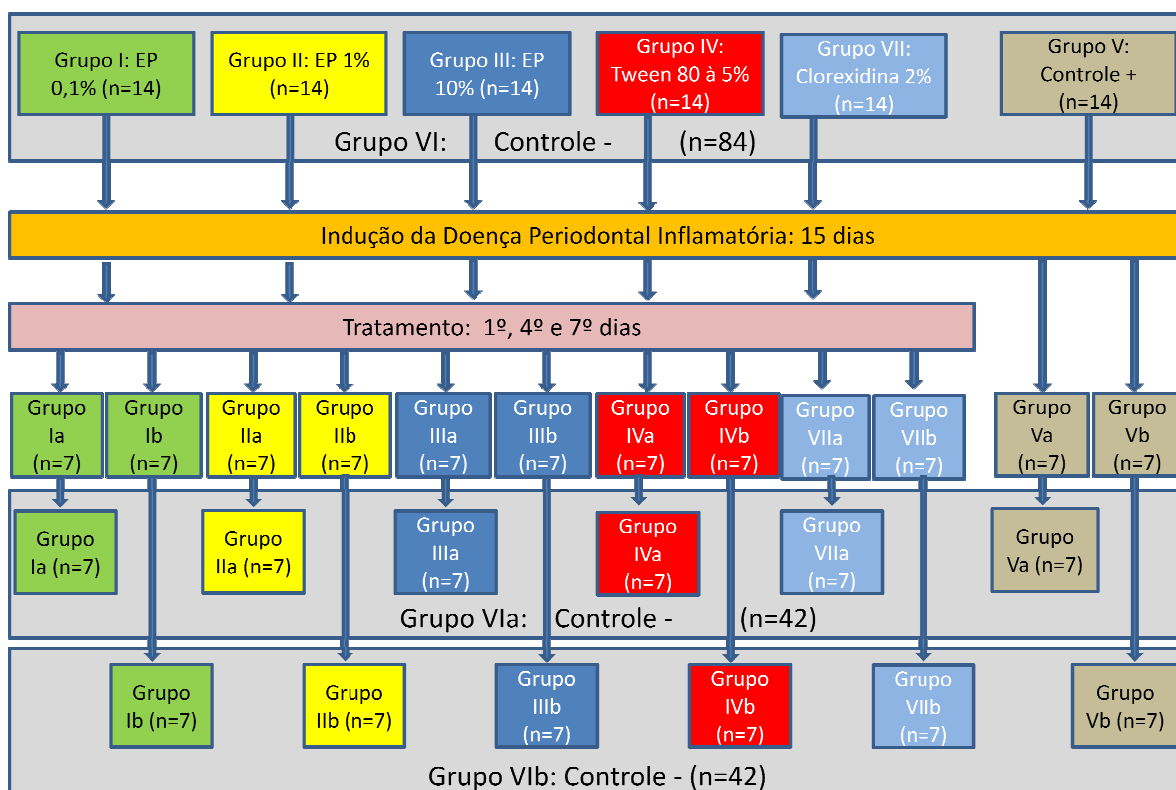 Grupo I: EP
0,1% (n=14)
Grupo II: EP 1%
(n=14)
Grupo III: EP
10% (n=14)
Grupo IV:
Tween 80 à 5%
(n=14)
Grupo VII:
Clorexidina 2%
(n=14)
Grupo V:
Controle +
(n=14)
Grupo VI: Controle - (n=84)
Indução da Doença Periodontal Inflamatória: 15 dias
Tratamento: 1º, 4º e 7º dias
Grupo
Ia
(n=7)
Grupo
Ib
(n=7)
Grupo
IIa
(n=7)
Grupo
IIb
(n=7)
Grupo
IIIa
(n=7)
Grupo
IIIb
(n=7)
Grupo
IVa
(n=7)
Grupo
IVb
(n=7)
Grupo
VIIa
(n=7)
Grupo
VIIb
(n=7)
Grupo
Va
(n=7)
Grupo
Vb
(n=7)
Grupo
Ia (n=7)
Grupo
IIa (n=7)
Grupo
IIIa
(n=7)
Grupo
IVa
(n=7)
Grupo
VIIa
(n=7)
Grupo
Va (n=7)
Grupo VIa: Controle - (n=42)
Grupo
Ib (n=7)
Grupo
IIb (n=7)
Grupo
IIIb
(n=7)
Grupo
IVb
(n=7)
Grupo
VIIb
(n=7)
Grupo
Vb (n=7)
Grupo VIb: Controle - (n=42)